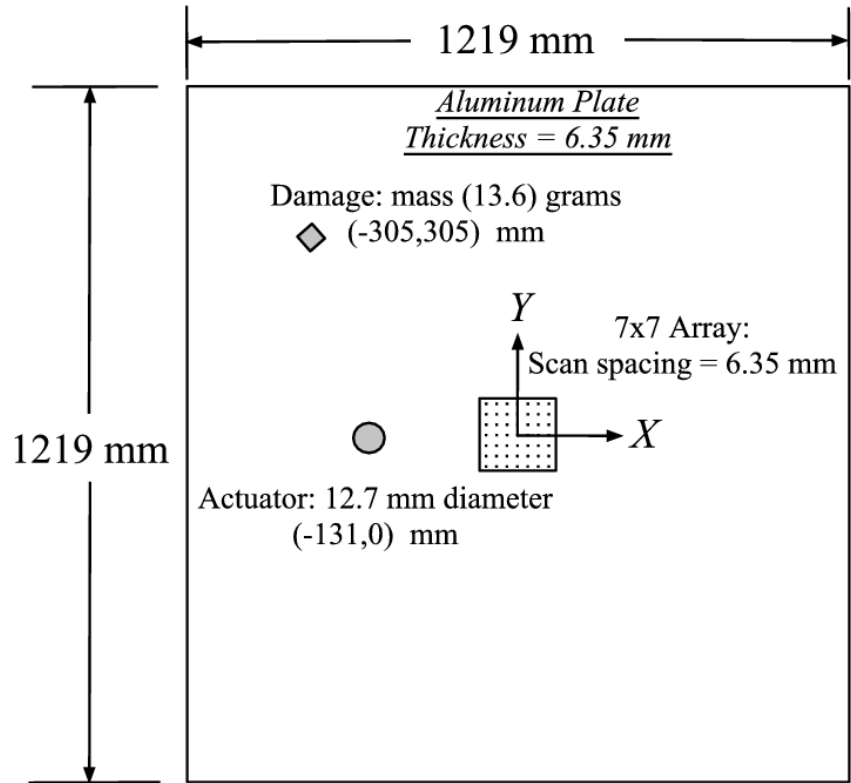 1219 mm
Aluminum Plate
Thickness = 6.35 mm
Damage: mass (13.6) grams
(-305,305) mm
Y
7x7 Array:
Scan spacing = 6.35 mm
X
1219 mm
Actuator: 12.7 mm diameter
(-131,0) mm